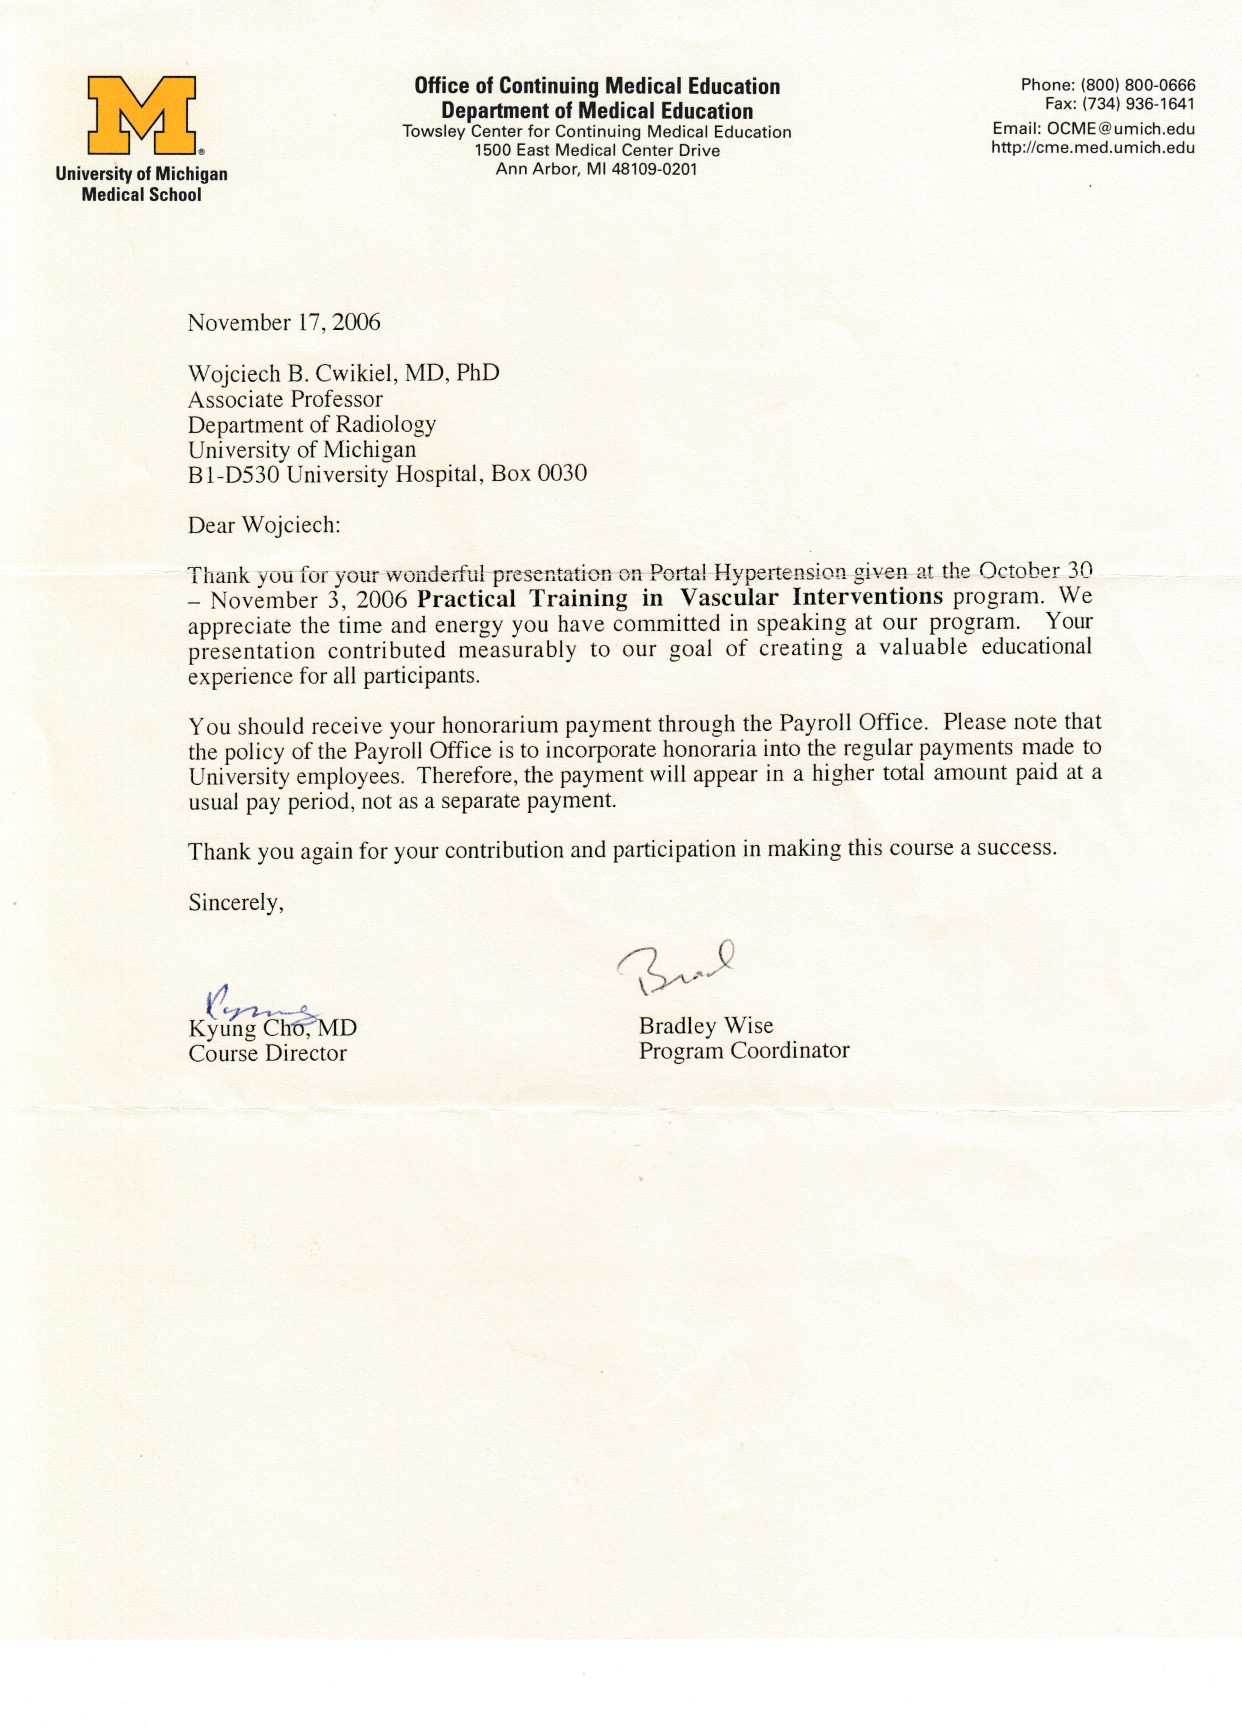 M®
University of Michigan
Medical School
Office of Continuing Medical Education
Department of Medical Education
Towsley Center for Continuing Medical Education
1500 East Medical Center Drive
Ann Arbor, MI 48109-0201
Phone: (800) 800-0666
Fax: (734) 936-1641
Email: OCME@umich.edu
http://cme.med.umich.edu
November 17, 2006
Wojciech B. Cwikiel, MD, PhD
Associate Professor
Department of Radiology
University of Michigan
B1-D530 University Hospital, Box 0030
Dear Wojciech:
Thank you for your wonderful presentation on Portal Hypertension given at the October 30
– November 3, 2006 Practical Training in Vascular Interventions program. We
appreciate the time and energy you have committed in speaking at our program. Your
presentation contributed measurably to our goal of creating a valuable educational
experience for all participants.
You should receive your honorarium payment through the Payroll Office. Please note that
the policy of the Payroll Office is to incorporate honoraria into the regular payments made to
University employees. Therefore, the payment will appear in a higher total amount paid at a
usual pay period, not as a separate payment.
Thank you again for your contribution and participation in making this course a success.
Sincerely,
Kyung
Kyung Cho, MD
Course Director
Brad
Bradley Wise
Program Coordinator